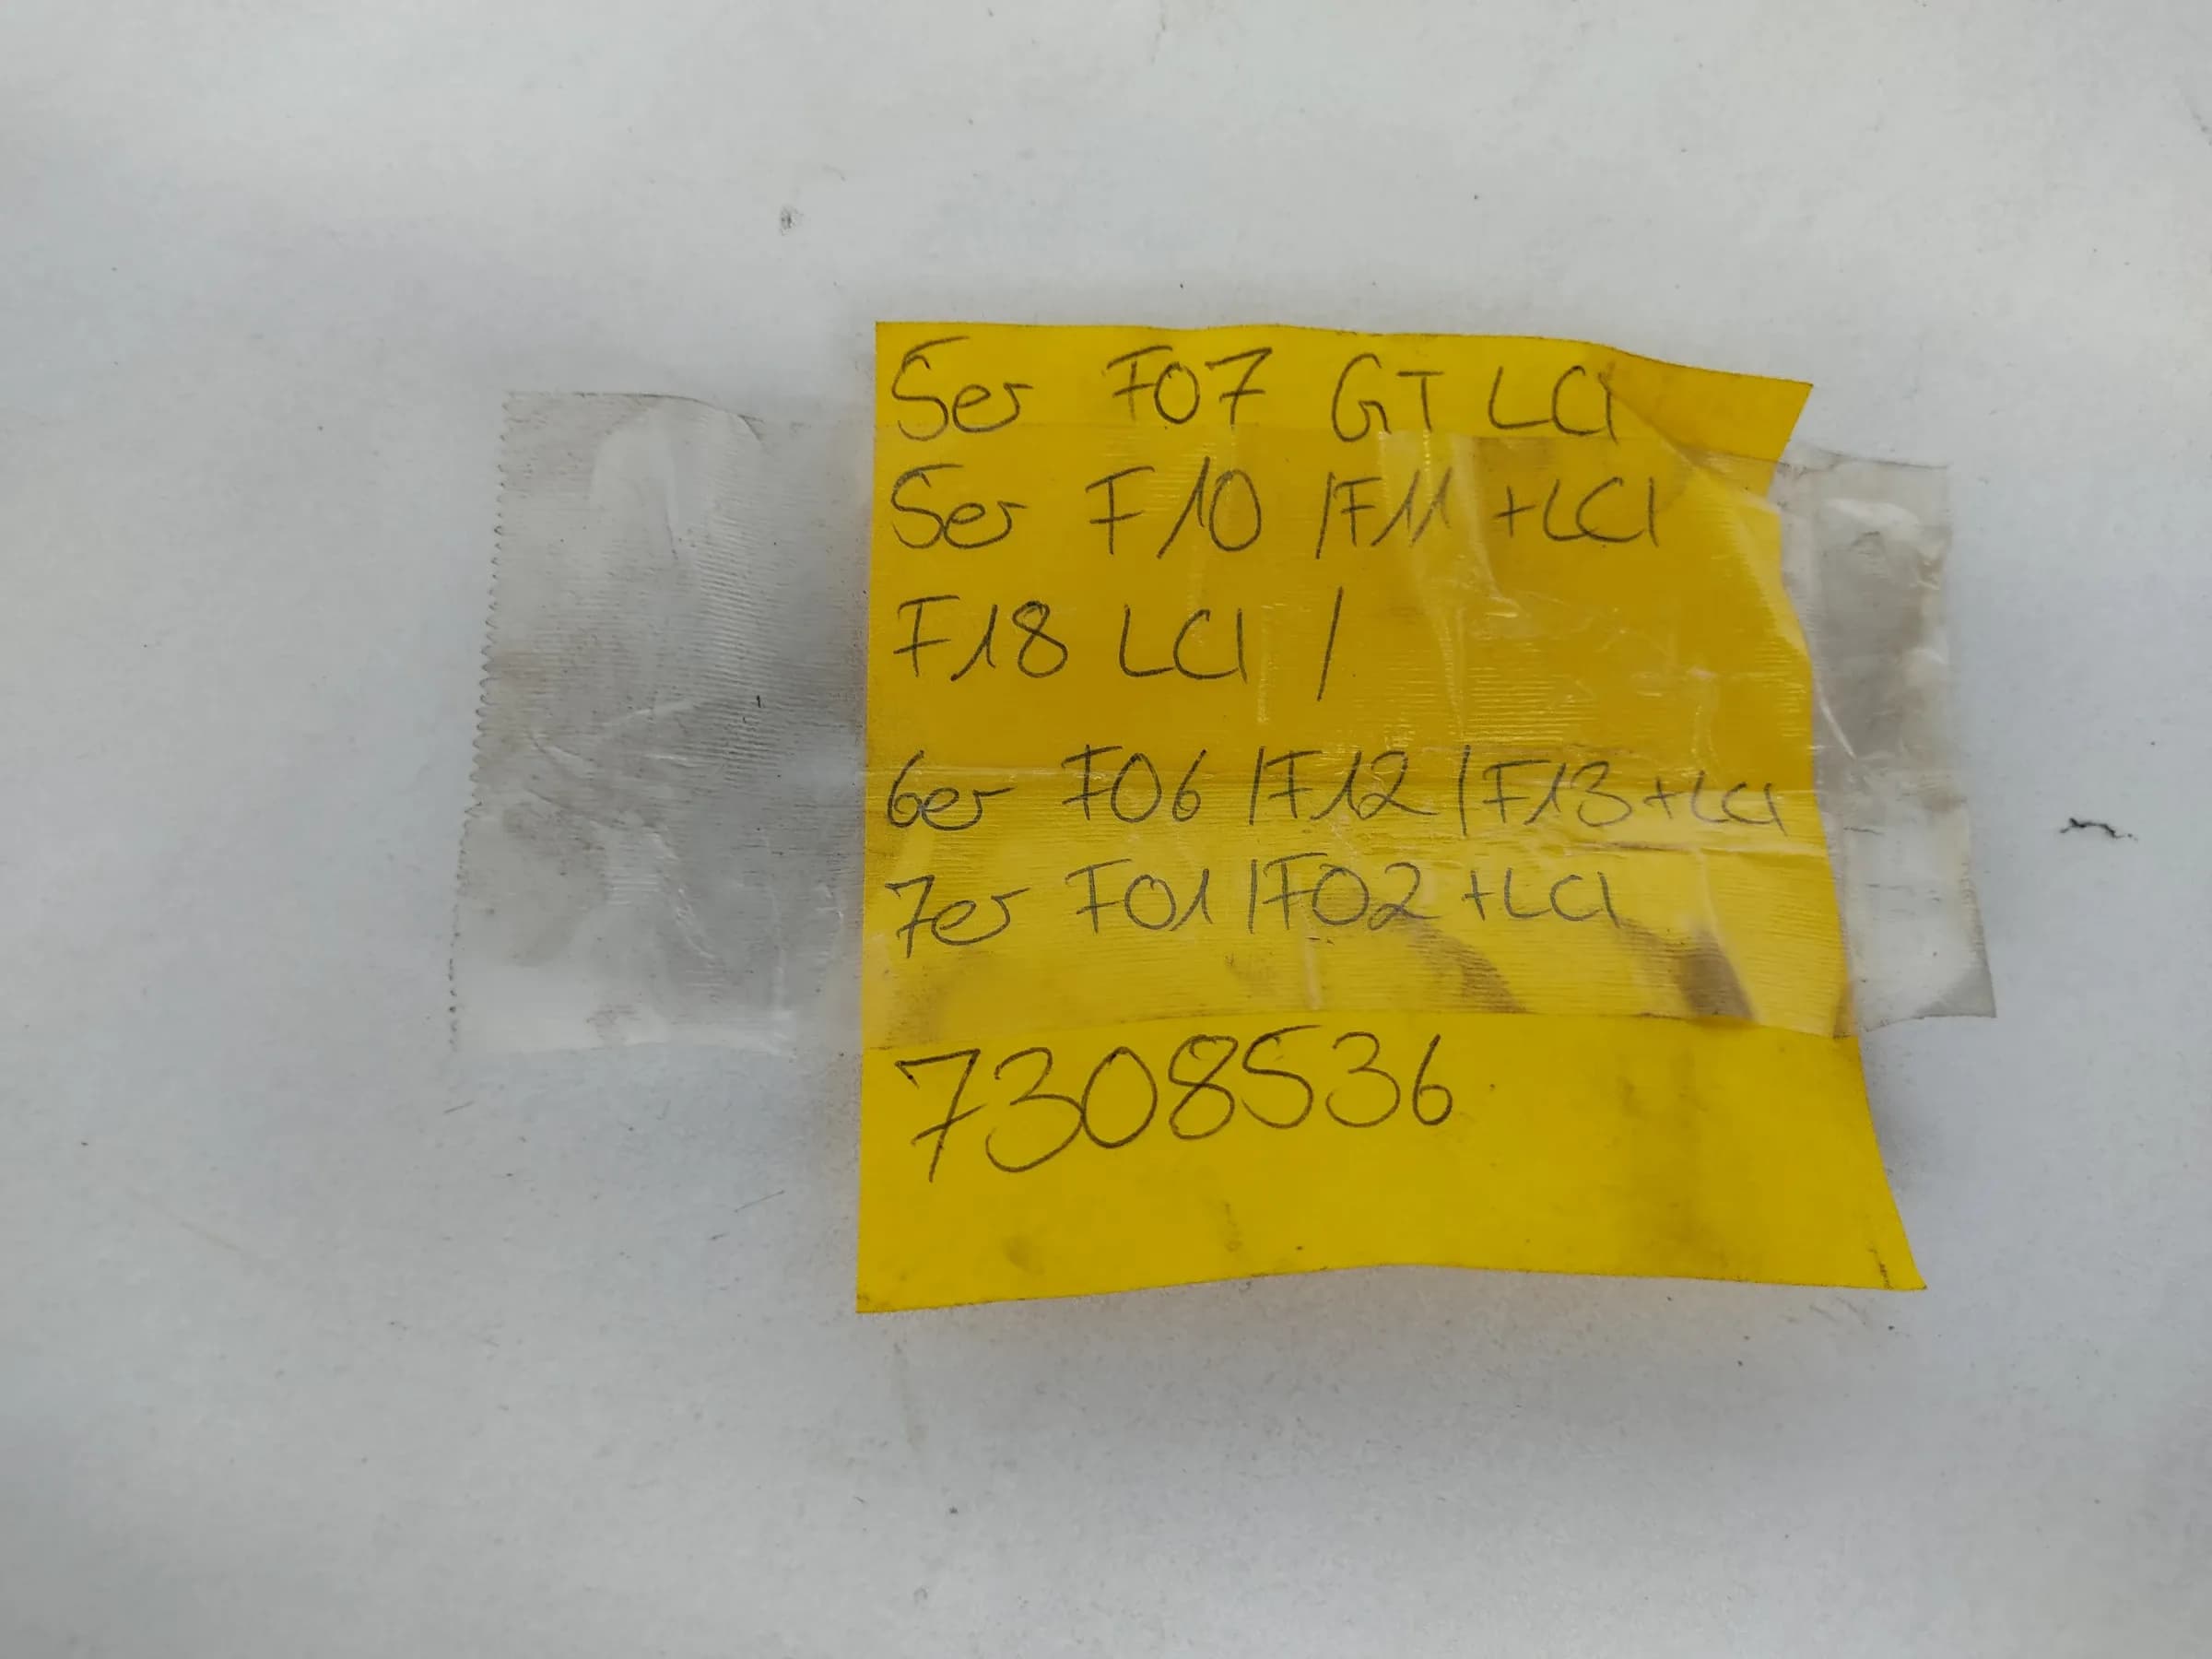 5er F07 GT LCI
5er F10 /F11 +LCI
F18 LCI /
6er F06 /F12 /F13 +LCI
7er F01 /F02 +LCI
7308536